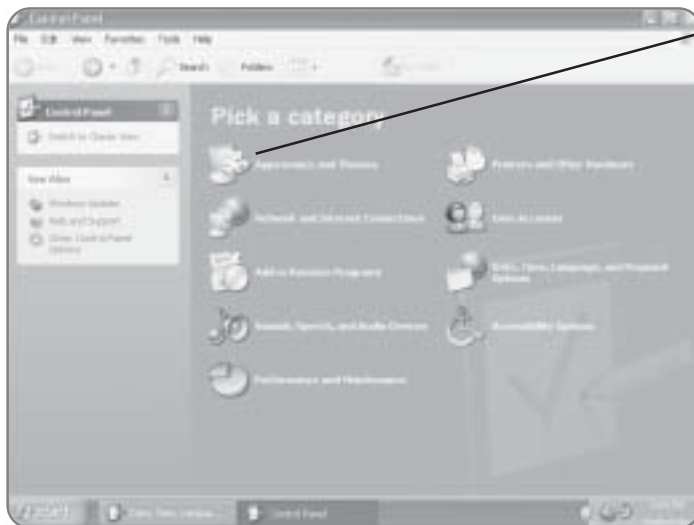 Control Panel
File Edit View Favorites Tools Help
Search Folders
Control Panel
Switch to Classic View
See Also
Windows Update
Help and Support
Other Control Panel
Options
Pick a category
Appearance and Themes
Printers and Other Hardware
Network and Internet Connections
User Accounts
Add or Remove Programs
Date, Time, Language, and Regional
Options
Sounds, Speech, and Audio Devices
Accessibility Options
Performance and Maintenance
start
Control Panel